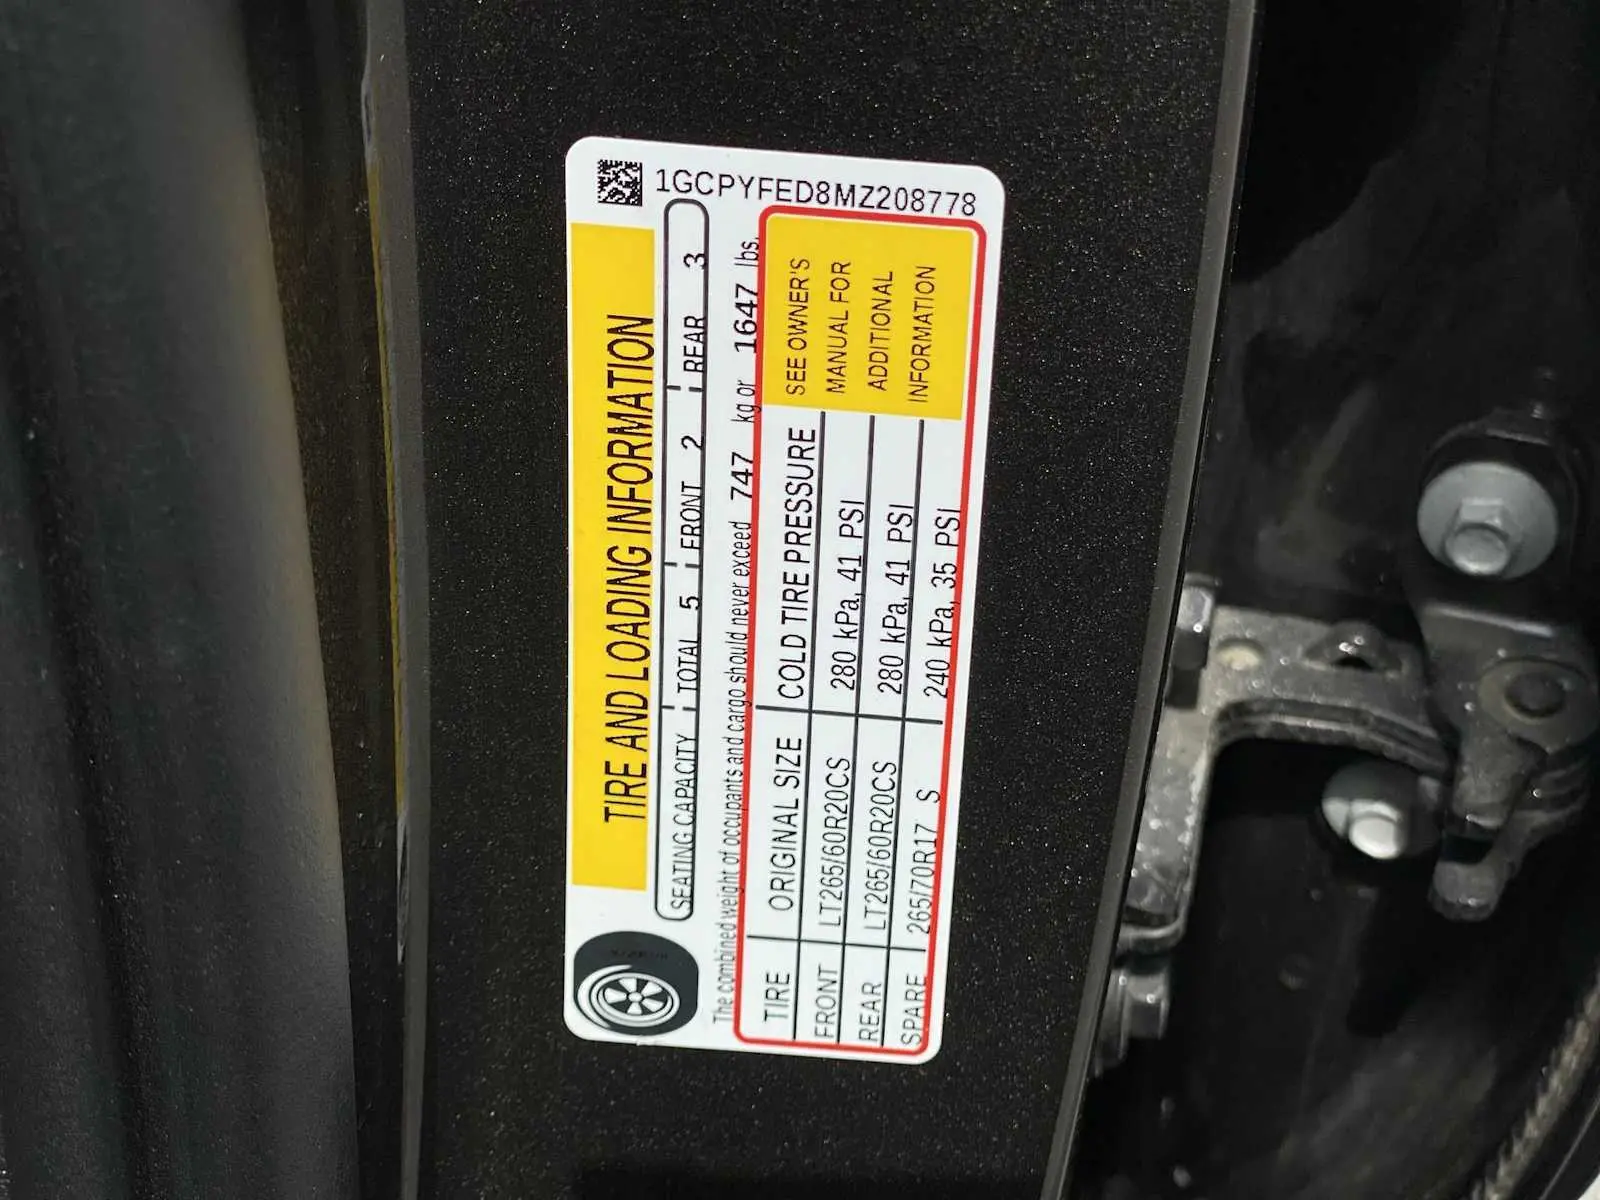 1GCPYFED8MZ208778
TIRE AND LOADING INFORMATION
SEATING CAPACITY TOTAL 5 FRONT 2 REAR 3
The combined weight of occupants and cargo should never exceed 747 kg or 1647 lbs.
TIRE ORIGINAL SIZE COLD TIRE PRESSURE
FRONT LT265/60R20CS 280 kPa, 41 PSI
REAR LT265/60R20CS 280 kPa, 41 PSI
SPARE 265/70R17 S 240 kPa, 35 PSI
SEE OWNER'S
MANUAL FOR
ADDITIONAL
INFORMATION